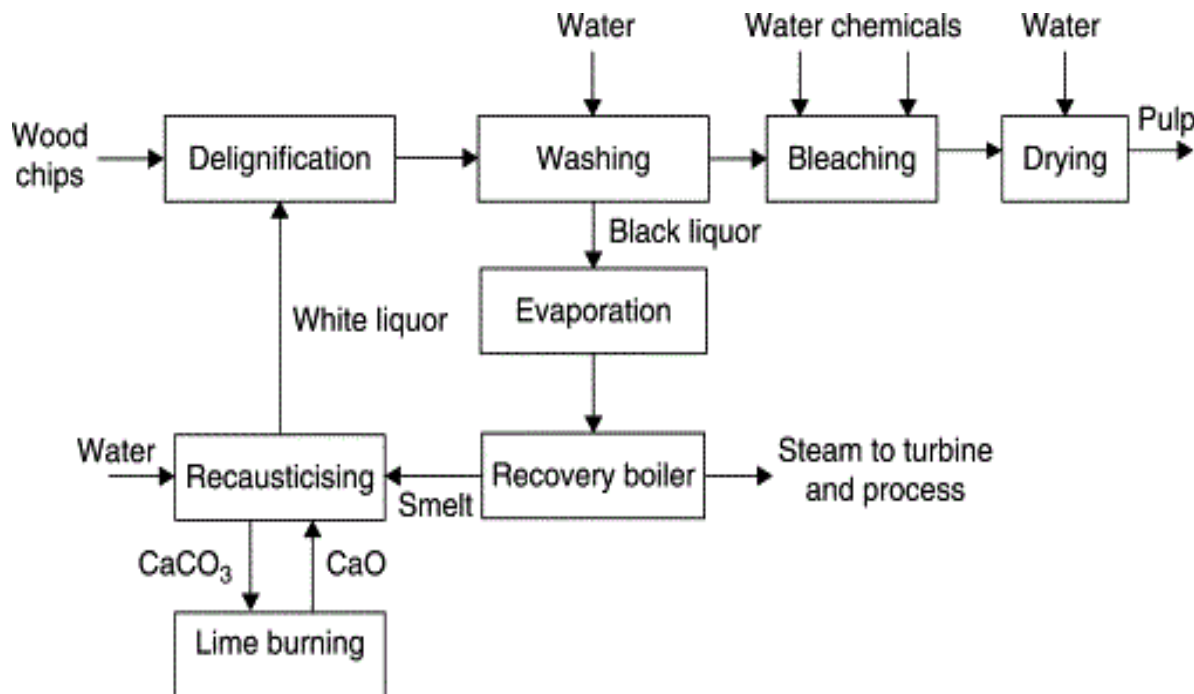 Water
Water chemicals
Water
Wood
chips
Delignification
Washing
Bleaching
Drying
Pulp
Black liquor
Evaporation
White liquor
Water
Recausticising
Smelt
Recovery boiler
Steam to turbine
and process
CaCO₃
CaO
Lime burning